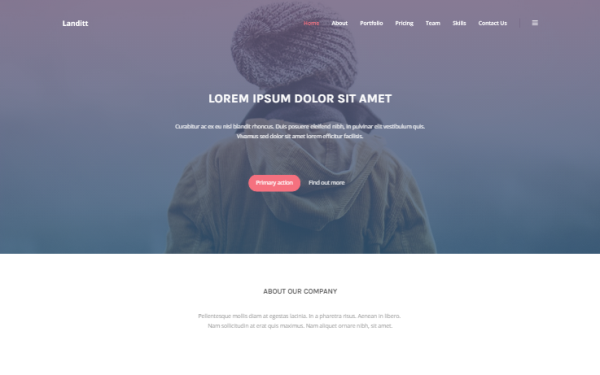 Landitt
Home About Portfolio Pricing Team Skills Contact Us
LOREM IPSUM DOLOR SIT AMET
Curabitur ac ex eu nisl blandit rhoncus. Duis posuere eleifend nibh, in pulvinar elit vestibulum quis.
Vivamus sed dolor sit amet lorem efficitur facilisis.
Primary action Find out more
ABOUT OUR COMPANY
Pellentesque mollis diam at egestas lacinia. In a pharetra risus. Aenean in libero.
Nam sollicitudin at erat quis maximus. Nam aliquet ornare nibh, sit amet.